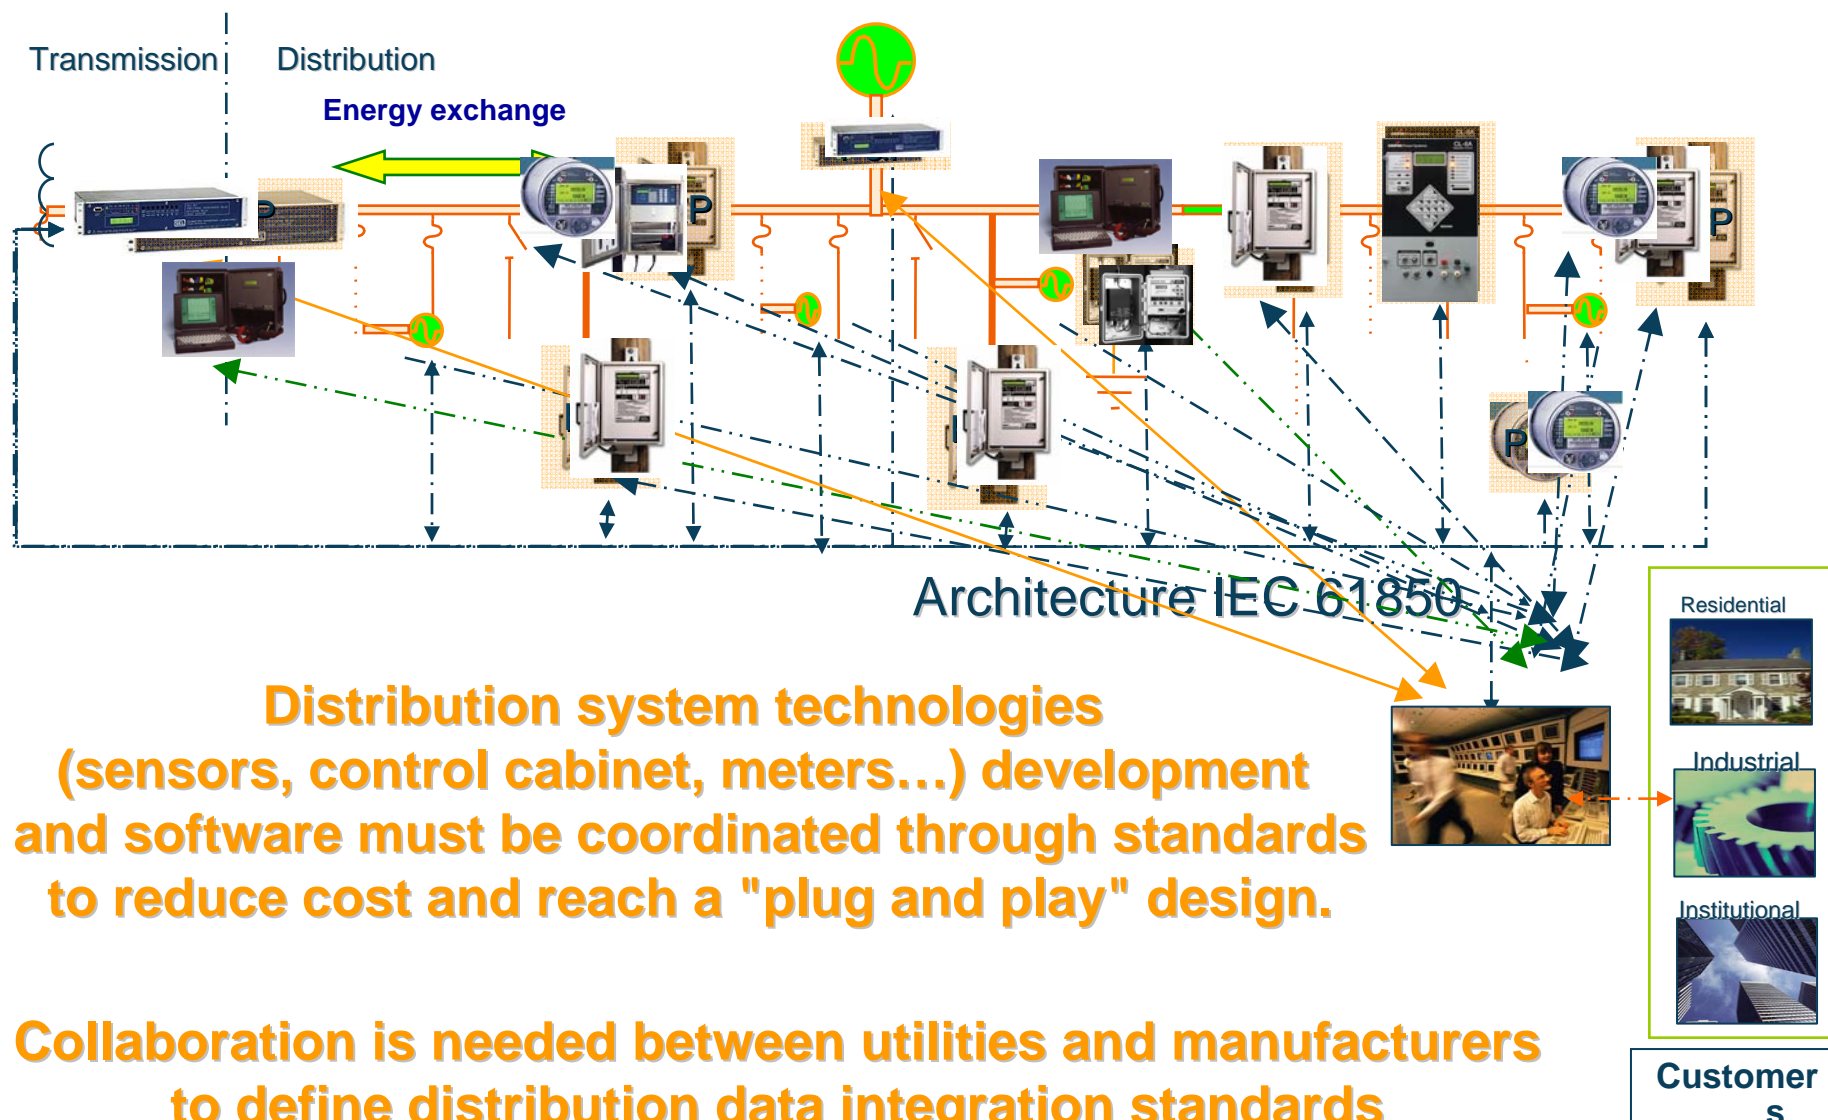 Transmission
Distribution
Energy exchange
P
P
P
P
Architecture IEC 61850
Residential
Industrial
Institutional
Distribution system technologies
(sensors, control cabinet, meters…) development
and software must be coordinated through standards
to reduce cost and reach a "plug and play" design.
Collaboration is needed between utilities and manufacturers
to define distribution data integration standards
Customer
s